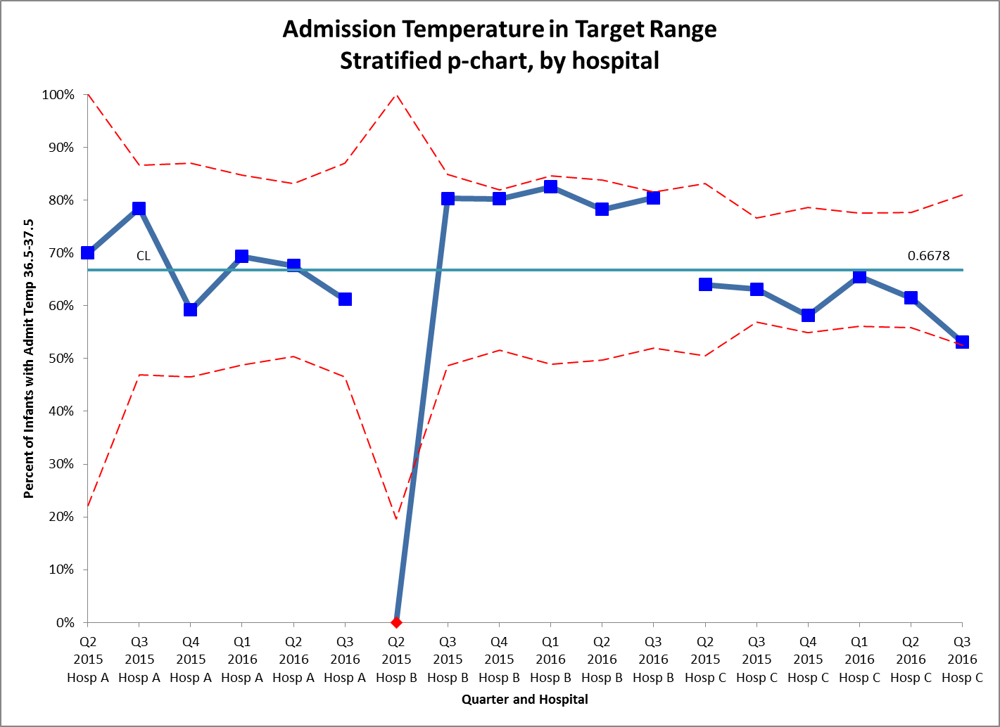 Admission Temperature in Target Range
Stratified p-chart, by hospital
Percent of Infants with Admit Temp 36.5-37.5
100%
90%
80%
70%
60%
50%
40%
30%
20%
10%
0%
CL
0.6678
Q2 Q3 Q4 Q1 Q2 Q3 Q2 Q3 Q4 Q1 Q2 Q3 Q2 Q3 Q4 Q1 Q2 Q3
2015 2015 2015 2016 2016 2016 2015 2015 2015 2016 2016 2016 2015 2015 2015 2016 2016 2016
Hosp A Hosp A Hosp A Hosp A Hosp A Hosp A Hosp B Hosp B Hosp B Hosp B Hosp B Hosp B Hosp C Hosp C Hosp C Hosp C Hosp C Hosp C
Quarter and Hospital